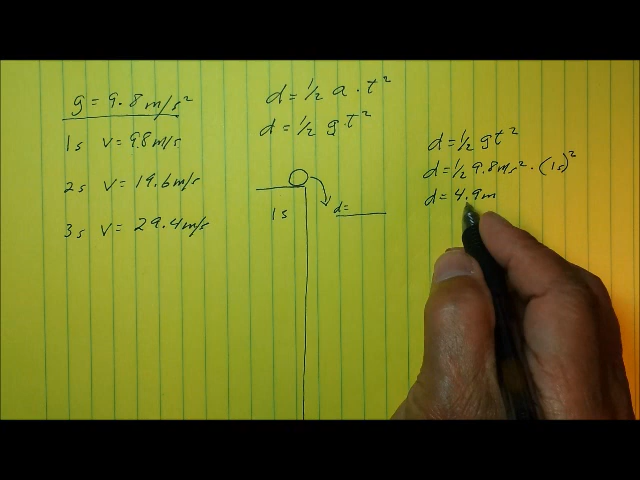 g = 9.8 m/s²
1s v = 9.8 m/s
2s v = 19.6 m/s
3s v = 29.4 m/s
d = ½ a · t²
d = ½ g · t²
1s
d =
d = ½ g t²
d = ½ 9.8 m/s² · (1s)²
d = 4.9 m